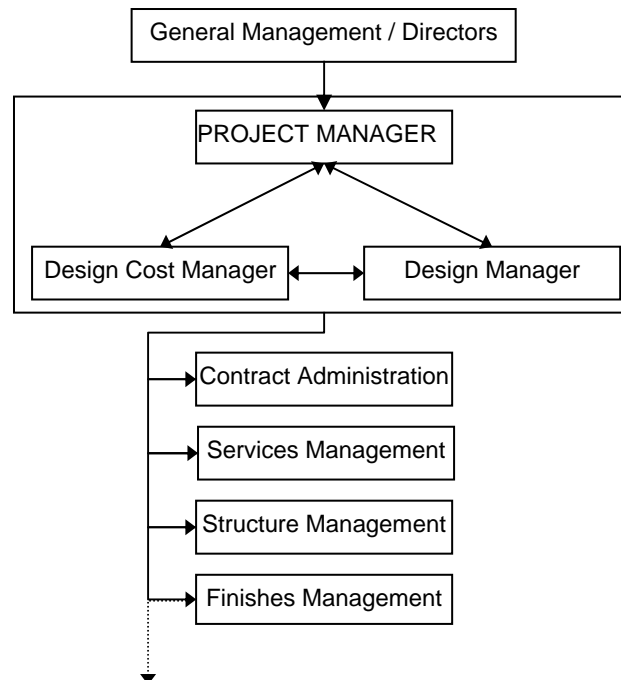 General Management / Directors
PROJECT MANAGER
Design Cost Manager
Design Manager
Contract Administration
Services Management
Structure Management
Finishes Management